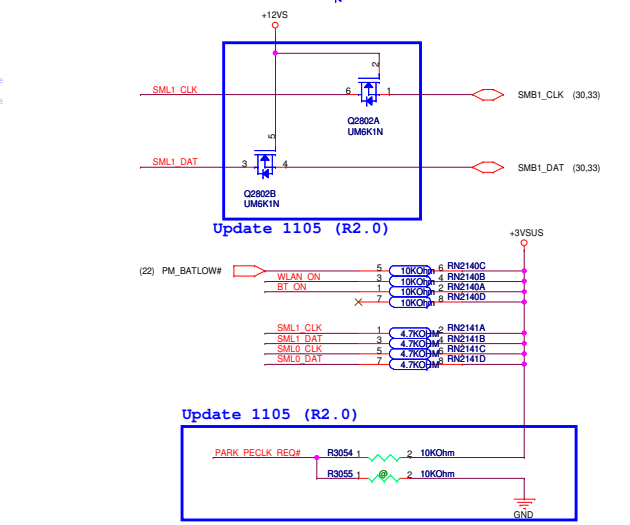 +12VS
2
SML1_CLK 6 1 SMB1_CLK (30,33)
Q2802A
UM6K1N
5
SML1_DAT 3 4 SMB1_DAT (30,33)
Q2802B
UM6K1N
Update 1105 (R2.0)
+3VSUS
(22) PM_BATLOW# 5 10KOhm 6 RN2140C
WLAN_ON 3 10KOhm 4 RN2140B
BT_ON 1 10KOhm 2 RN2140A
7 10KOhm 8 RN2140D
SML1_CLK 1 4.7KOHM 2 RN2141A
SML1_DAT 3 4.7KOHM 4 RN2141B
SML0_CLK 5 4.7KOHM 6 RN2141C
SML0_DAT 7 4.7KOHM 8 RN2141D
Update 1105 (R2.0)
PARK_PECLK_REQ# R3054 1 2 10KOhm
R3055 1 @ 2 10KOhm
GND